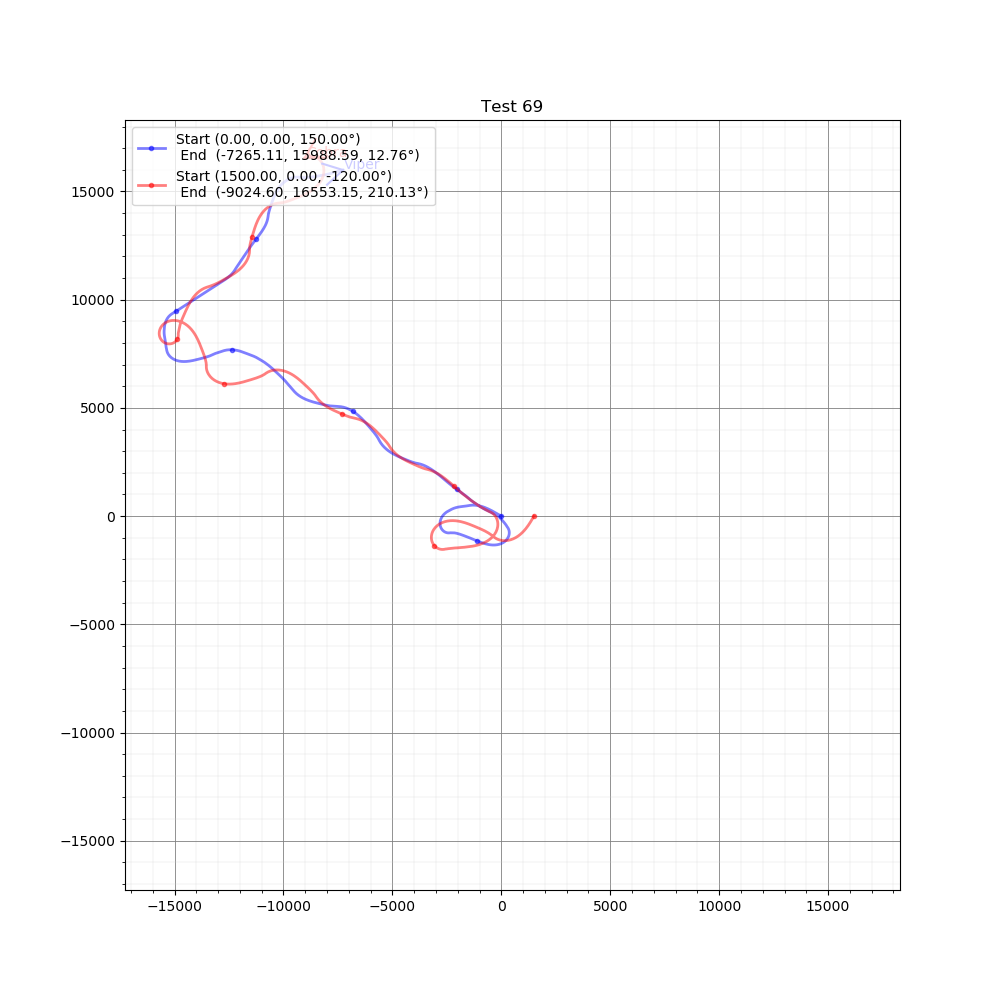 Test 69
Start (0.00, 0.00, 150.00°)
End (-7265.11, 15988.59, 12.76°)
Start (1500.00, 0.00, -120.00°)
End (-9024.60, 16553.15, 210.13°)
Viper
15000
10000
5000
0
−5000
−10000
−15000
−15000 −10000 −5000 0 5000 10000 15000